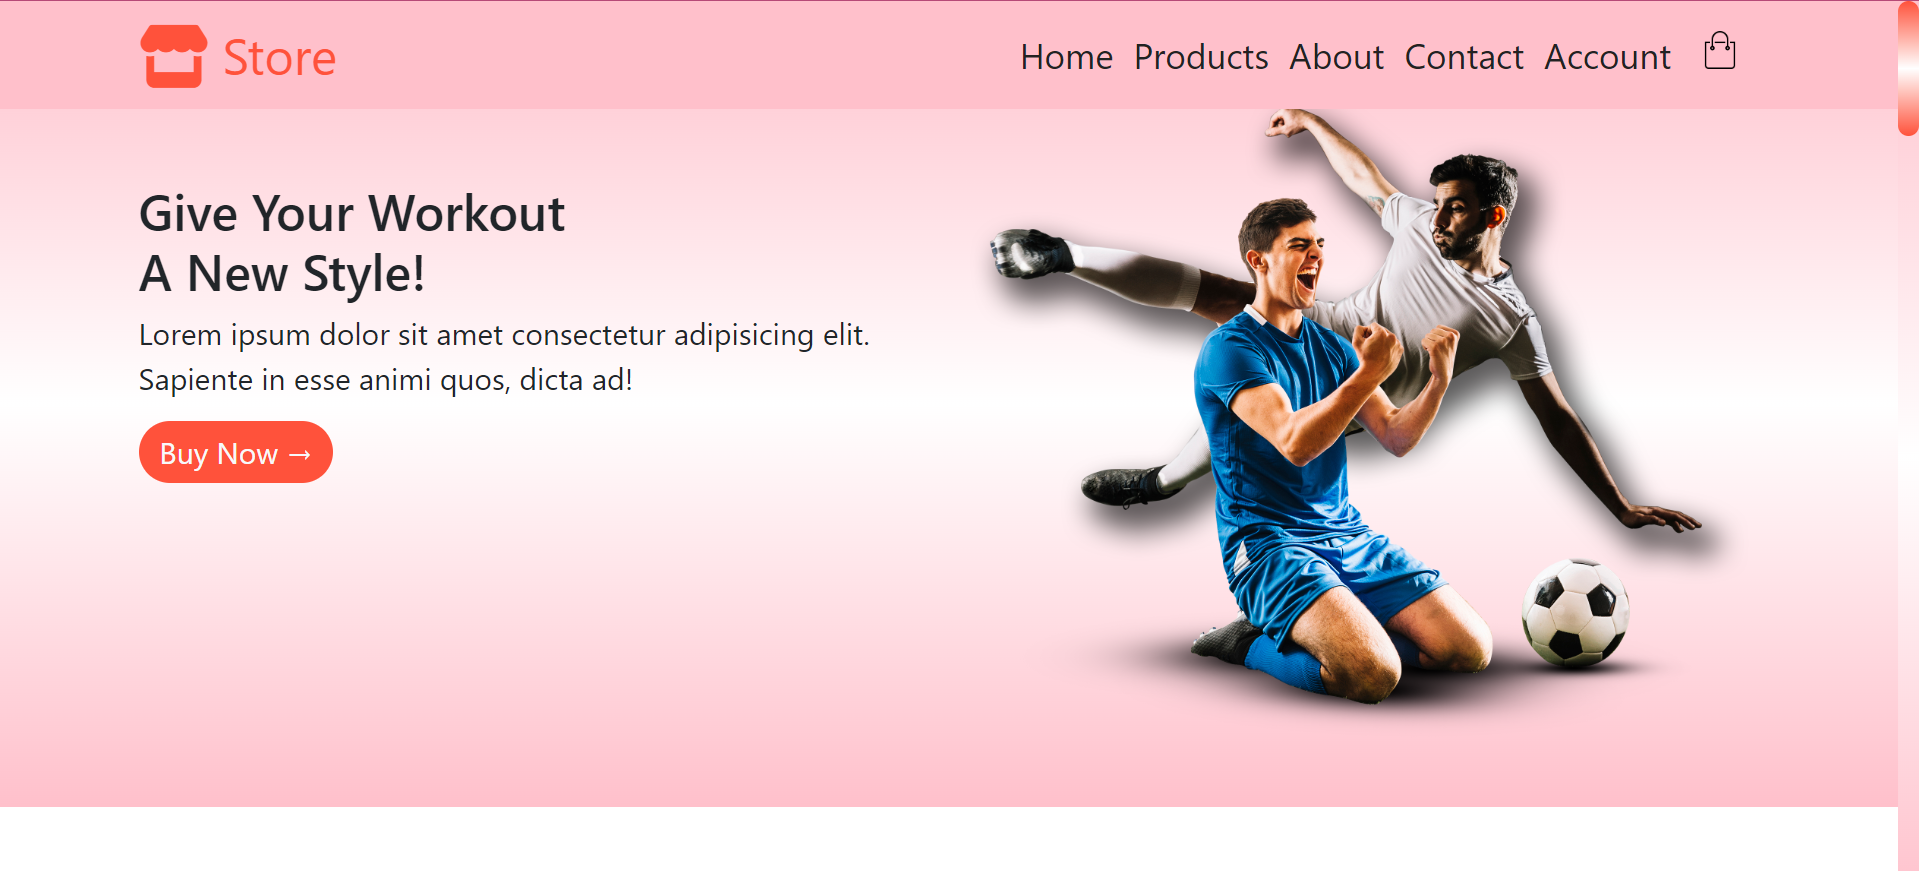 Store
Home Products About Contact Account
Give Your Workout
A New Style!
Lorem ipsum dolor sit amet consectetur adipisicing elit.
Sapiente in esse animi quos, dicta ad!
Buy Now →